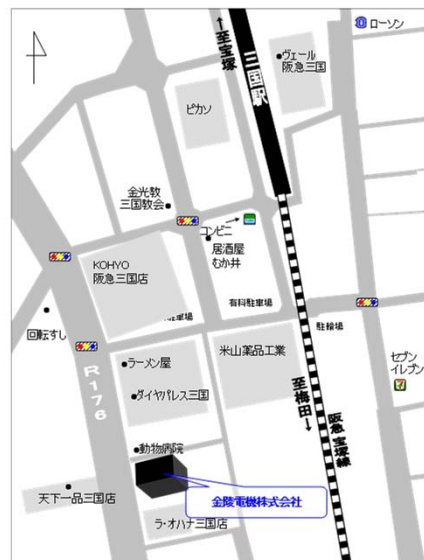 ローソン
←至宝塚
三国駅
ヴェール
阪急三国
ピカソ
金光教
三国教会
コンビニ
居酒屋
むか井
KOHYO
阪急三国店
有料駐車場
駐車場
駐輪場
回転すし
ラーメン屋
米山薬品工業
セブン
イレブン
ダイヤパレス三国
R176
至梅田→
阪急宝塚線
動物病院
天下一品三国店
金陵電機株式会社
ラ・オハナ三国店